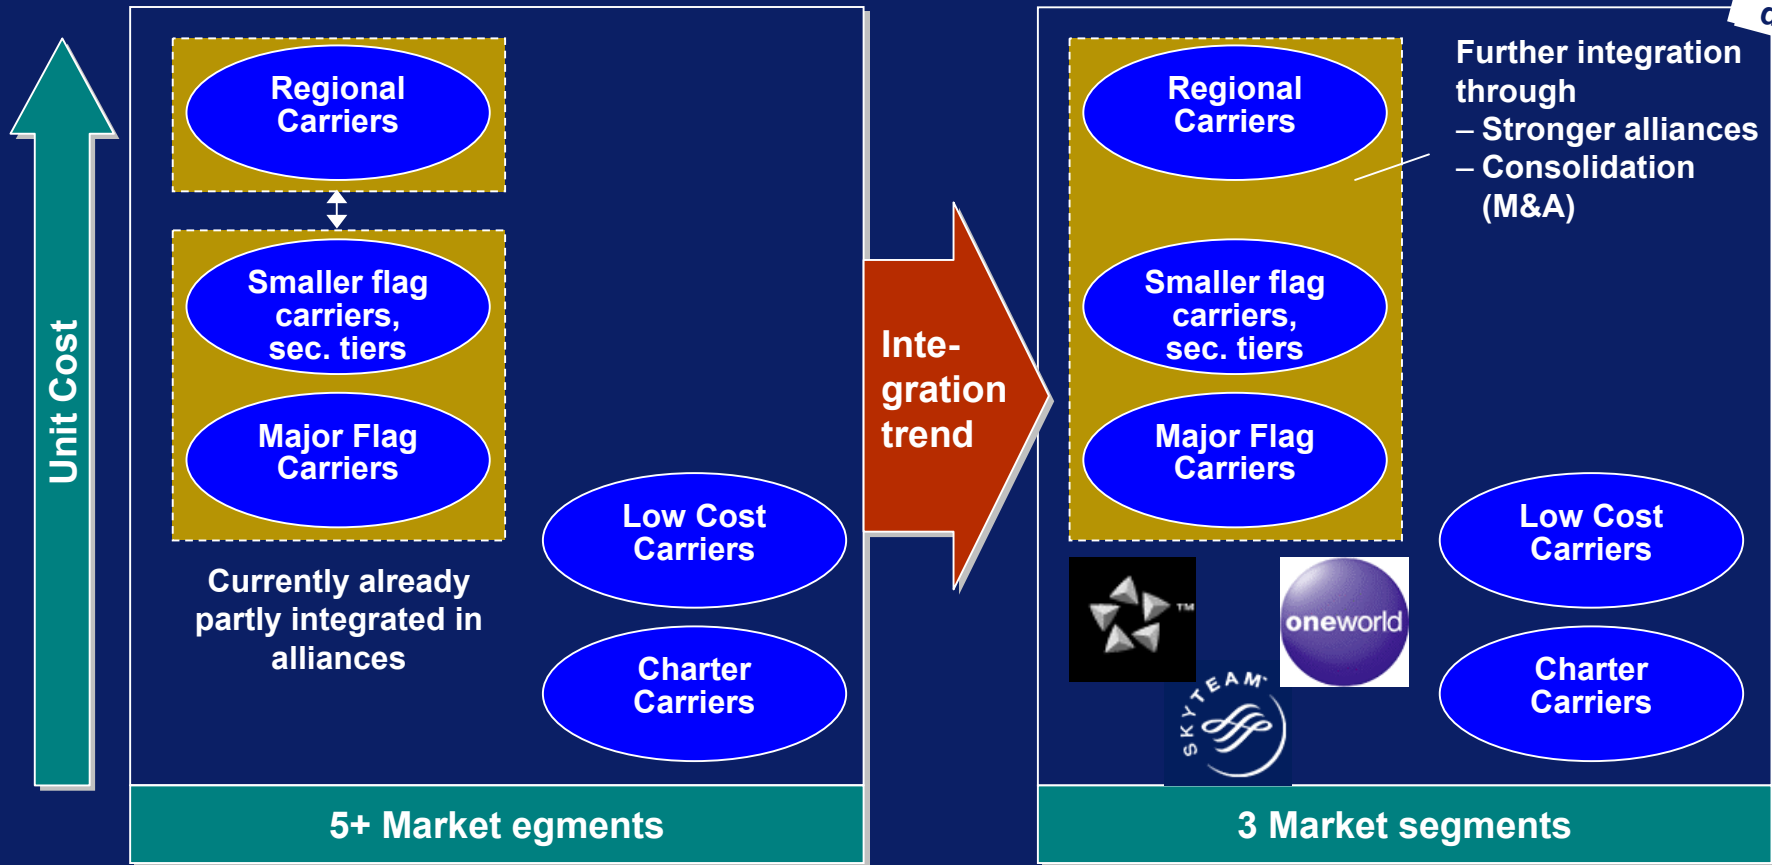 Unit Cost
Regional
Carriers
Smaller flag
carriers,
sec. tiers
Major Flag
Carriers
Currently already
partly integrated in
alliances
Low Cost
Carriers
Charter
Carriers
5+ Market egments
Inte-
gration
trend
Regional
Carriers
Smaller flag
carriers,
sec. tiers
Major Flag
Carriers
Further integration
through
– Stronger alliances
– Consolidation
(M&A)
TM
oneworld
SKYTEAM
Low Cost
Carriers
Charter
Carriers
3 Market segments